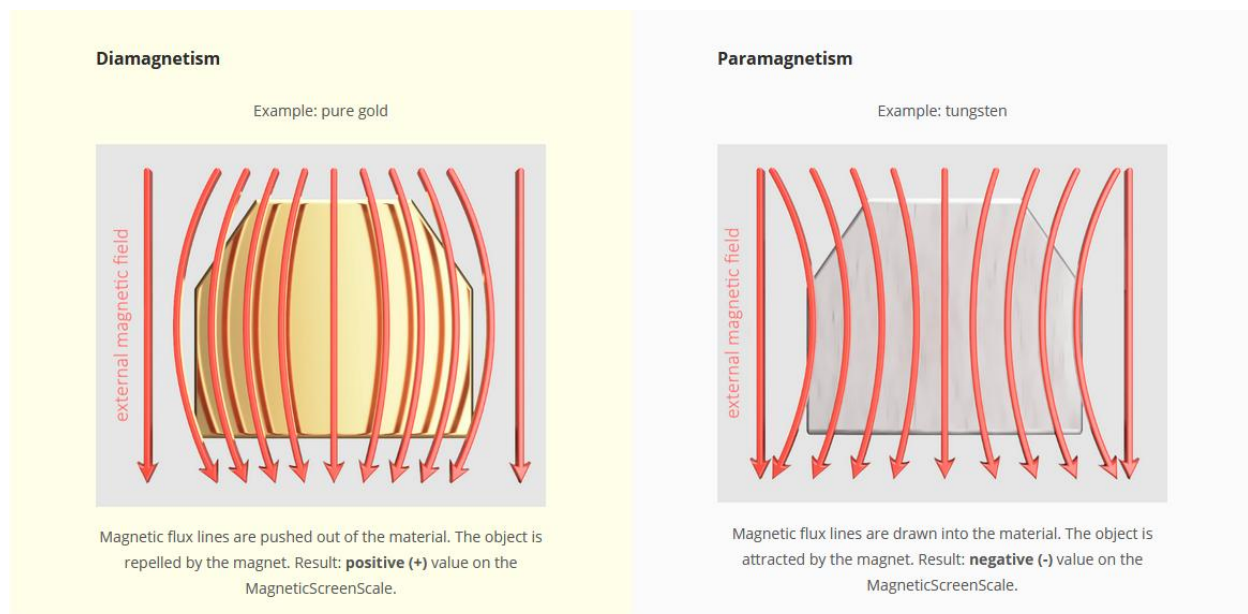 Diamagnetism
Example: pure gold
external magnetic field
Magnetic flux lines are pushed out of the material. The object is
repelled by the magnet. Result: positive (+) value on the
MagneticScreenScale.
Paramagnetism
Example: tungsten
external magnetic field
Magnetic flux lines are drawn into the material. The object is
attracted by the magnet. Result: negative (-) value on the
MagneticScreenScale.